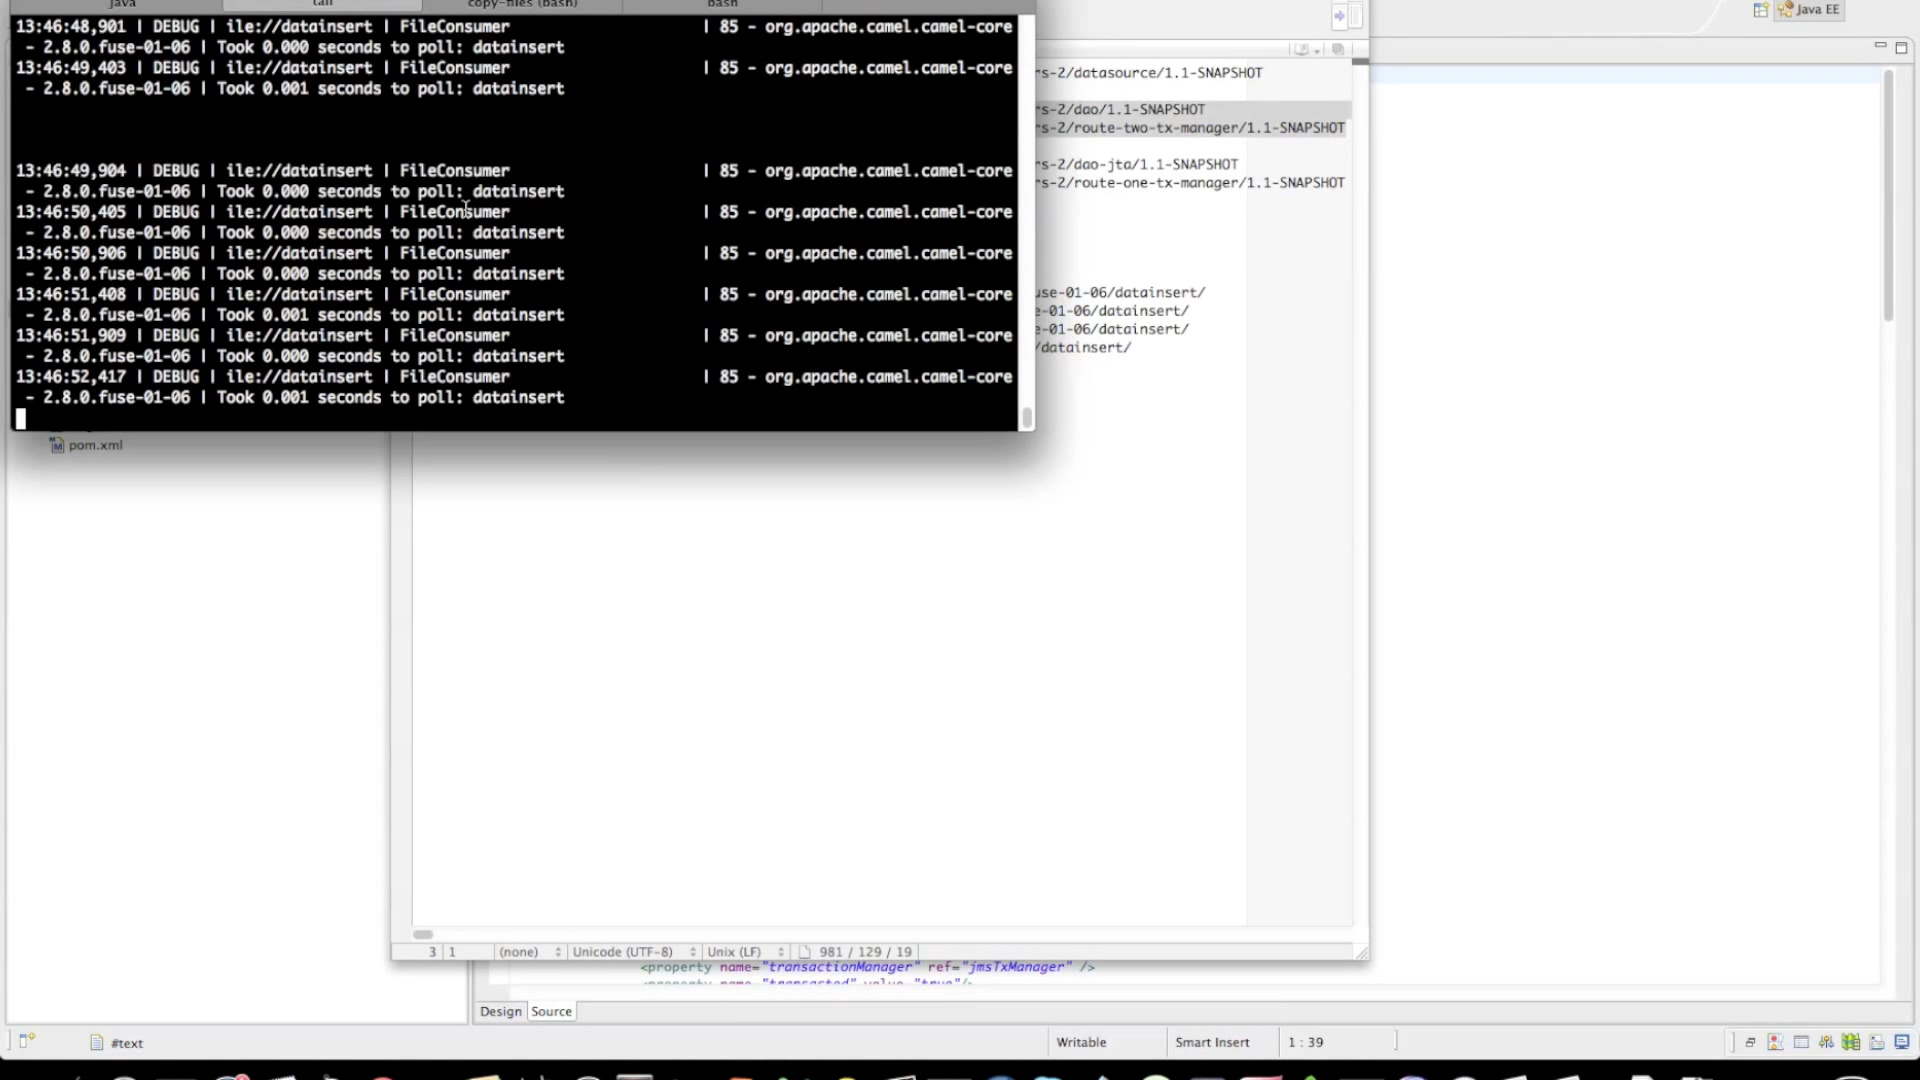 java tail copy-files (bash) bash
13:46:48,901 | DEBUG | ile://datainsert | FileConsumer | 85 - org.apache.camel.camel-core
- 2.8.0.fuse-01-06 | Took 0.000 seconds to poll: datainsert
13:46:49,403 | DEBUG | ile://datainsert | FileConsumer | 85 - org.apache.camel.camel-core
- 2.8.0.fuse-01-06 | Took 0.001 seconds to poll: datainsert
13:46:49,904 | DEBUG | ile://datainsert | FileConsumer | 85 - org.apache.camel.camel-core
- 2.8.0.fuse-01-06 | Took 0.000 seconds to poll: datainsert
13:46:50,405 | DEBUG | ile://datainsert | FileConsumer | 85 - org.apache.camel.camel-core
- 2.8.0.fuse-01-06 | Took 0.000 seconds to poll: datainsert
13:46:50,906 | DEBUG | ile://datainsert | FileConsumer | 85 - org.apache.camel.camel-core
- 2.8.0.fuse-01-06 | Took 0.000 seconds to poll: datainsert
13:46:51,408 | DEBUG | ile://datainsert | FileConsumer | 85 - org.apache.camel.camel-core
- 2.8.0.fuse-01-06 | Took 0.001 seconds to poll: datainsert
13:46:51,909 | DEBUG | ile://datainsert | FileConsumer | 85 - org.apache.camel.camel-core
- 2.8.0.fuse-01-06 | Took 0.000 seconds to poll: datainsert
13:46:52,417 | DEBUG | ile://datainsert | FileConsumer | 85 - org.apache.camel.camel-core
- 2.8.0.fuse-01-06 | Took 0.001 seconds to poll: datainsert
Java EE
rs-2/datasource/1.1-SNAPSHOT
rs-2/dao/1.1-SNAPSHOT
rs-2/route-two-tx-manager/1.1-SNAPSHOT
rs-2/dao-jta/1.1-SNAPSHOT
rs-2/route-one-tx-manager/1.1-SNAPSHOT
use-01-06/datainsert/
e-01-06/datainsert/
e-01-06/datainsert/
/datainsert/
pom.xml
3 1 (none) Unicode (UTF-8) Unix (LF) 981 / 129 / 19
<property name="transactionManager" ref="jmsTxManager" />
<property name="transacted" value="true"/>
Design Source
#text Writable Smart Insert 1 : 39